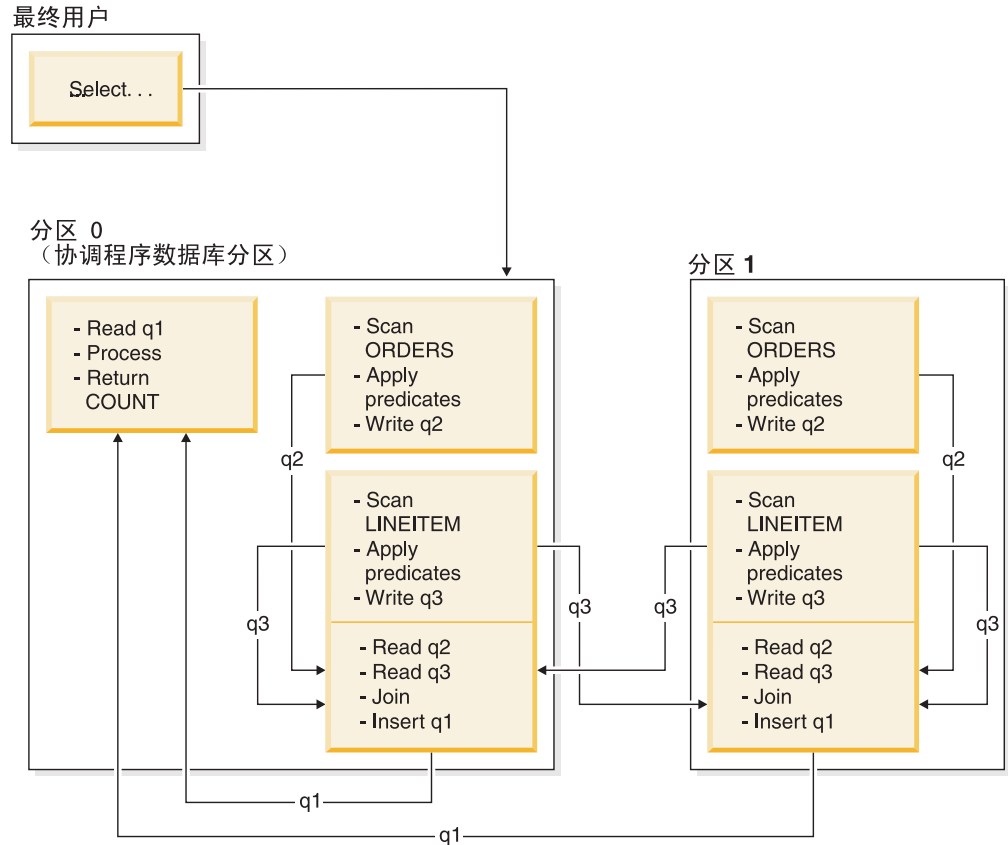 最终用户
Select. . .
分区 0
（协调程序数据库分区）
- Read q1
- Process
- Return
COUNT
- Scan
ORDERS
- Apply
predicates
- Write q2
q2
- Scan
LINEITEM
- Apply
predicates
- Write q3
q3
- Read q2
- Read q3
- Join
- Insert q1
q3
q1
分区 1
- Scan
ORDERS
- Apply
predicates
- Write q2
q2
- Scan
LINEITEM
- Apply
predicates
- Write q3
q3
q3
- Read q2
- Read q3
- Join
- Insert q1
q1